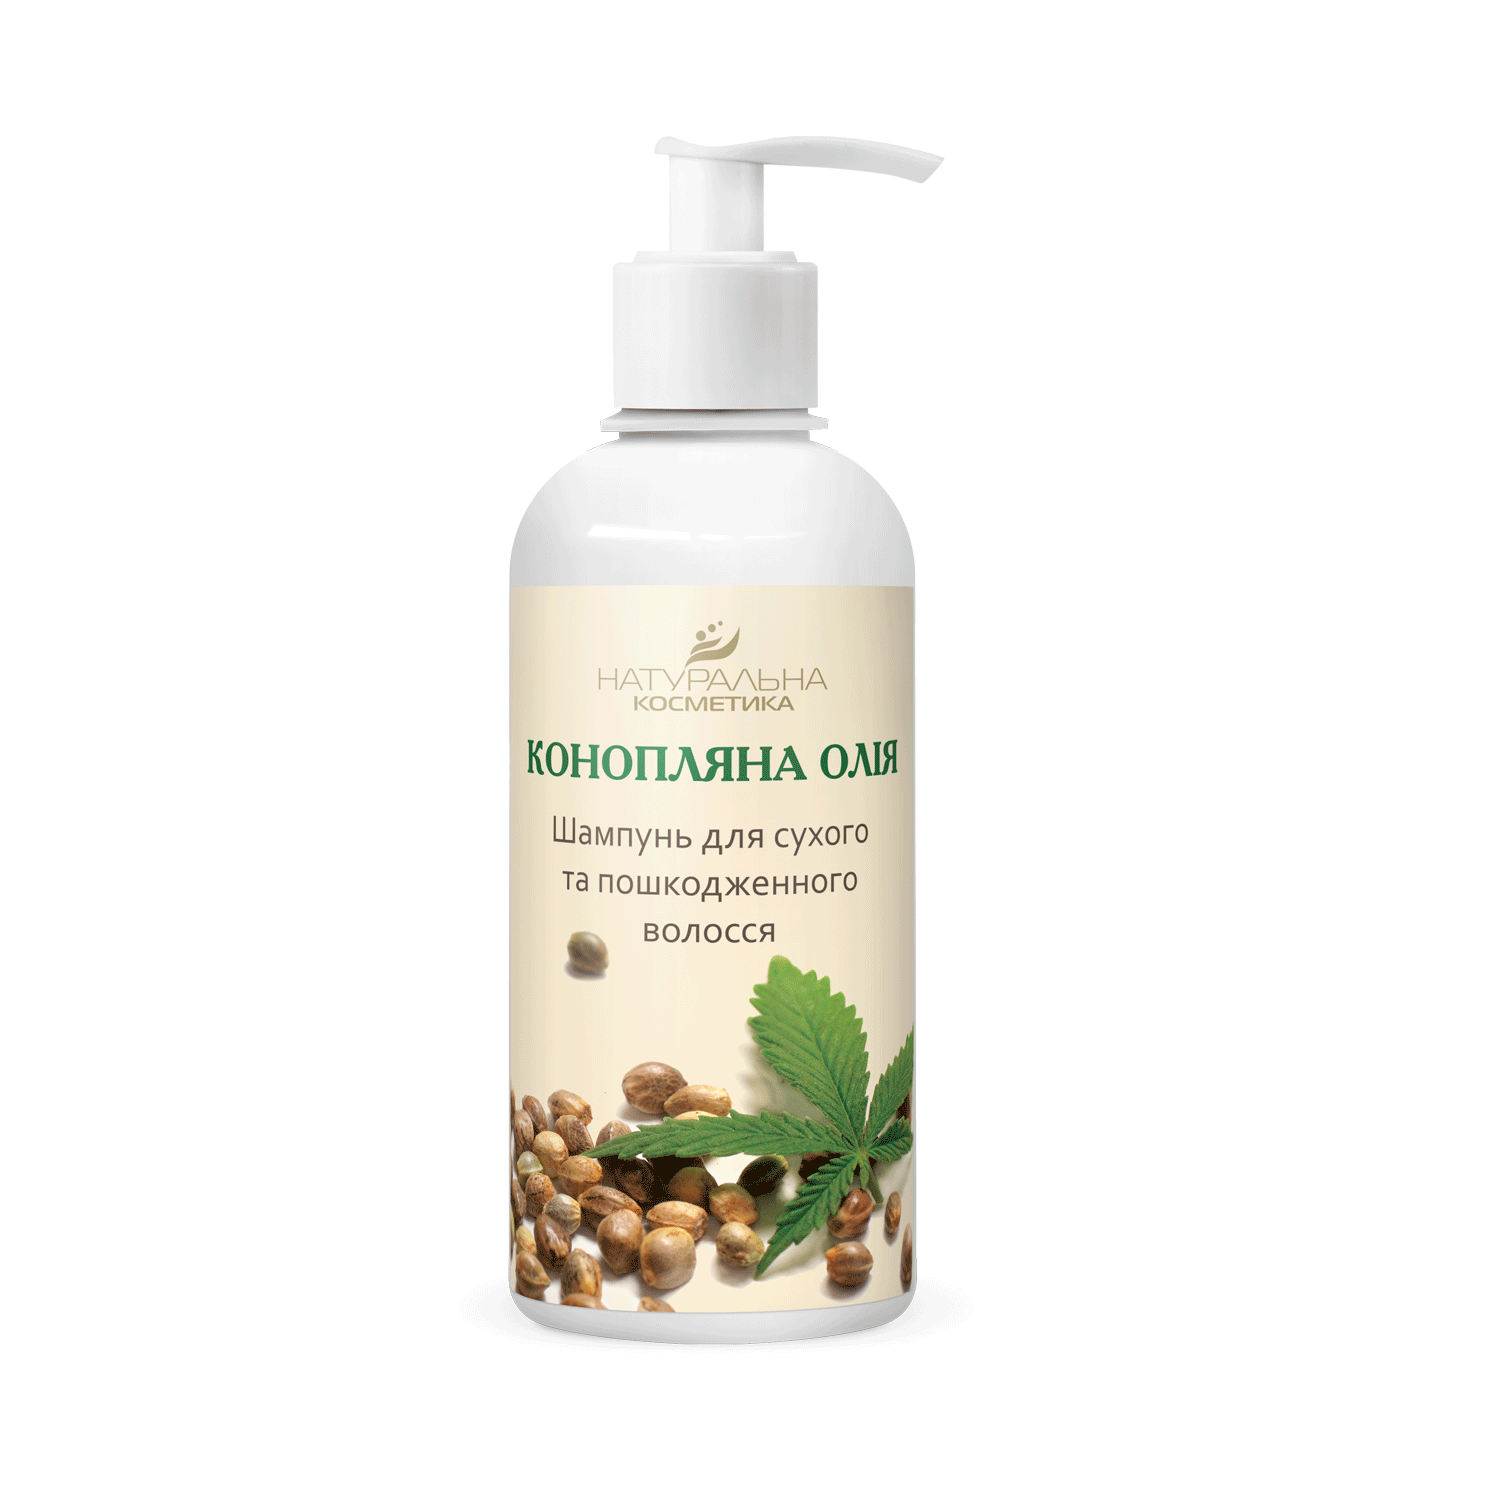 НАТУРАЛЬНА
КОСМЕТИКА
КОНОПЛЯНА ОЛІЯ
Шампунь для сухого
та пошкодженного
волосся